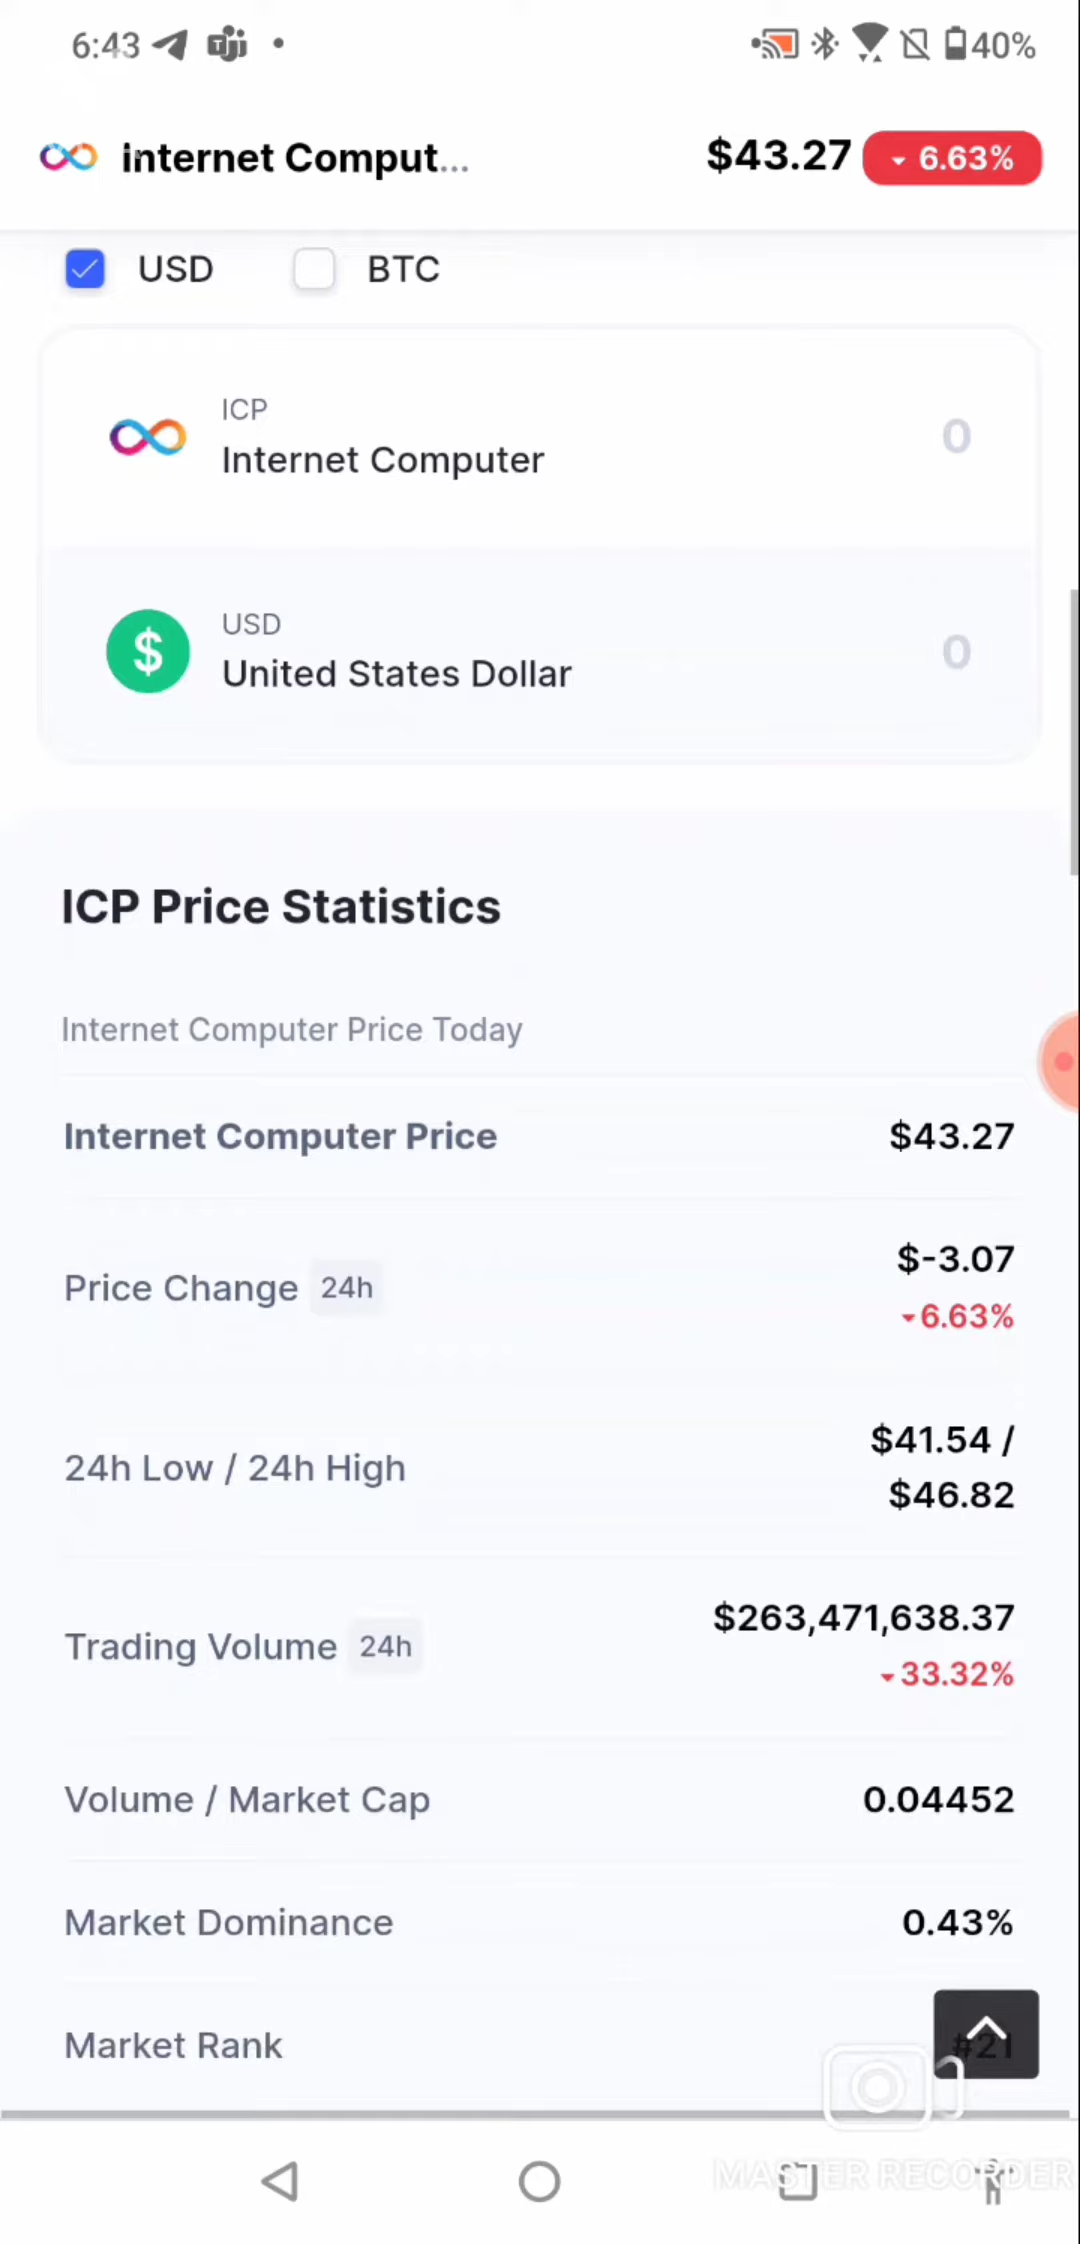 6:43
40%
Internet Comput...
$43.27
6.63%
USD
BTC
ICP
Internet Computer
0
USD
United States Dollar
0
ICP Price Statistics
Internet Computer Price Today
Internet Computer Price
$43.27
Price Change 24h
$-3.07
6.63%
24h Low / 24h High
$41.54 /
$46.82
Trading Volume 24h
$263,471,638.37
33.32%
Volume / Market Cap
0.04452
Market Dominance
0.43%
Market Rank
#21
MASTER RECORDER